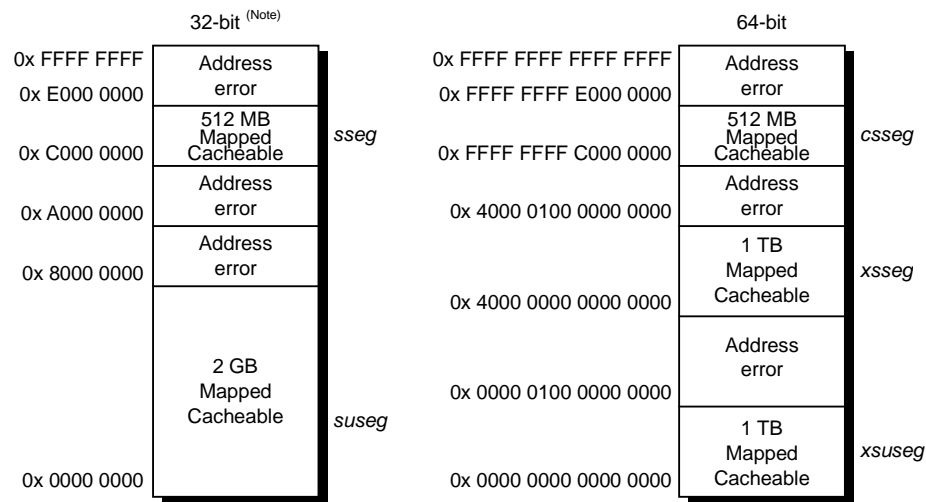 32-bit (Note)
0x FFFF FFFF
Address
error
0x E000 0000
512 MB
Mapped
Cacheable
sseg
0x C000 0000
Address
error
0x A000 0000
Address
error
0x 8000 0000
2 GB
Mapped
Cacheable
suseg
0x 0000 0000
64-bit
0x FFFF FFFF FFFF FFFF
Address
error
0x FFFF FFFF E000 0000
512 MB
Mapped
Cacheable
csseg
0x FFFF FFFF C000 0000
Address
error
0x 4000 0100 0000 0000
1 TB
Mapped
Cacheable
xsseg
0x 4000 0000 0000 0000
Address
error
0x 0000 0100 0000 0000
1 TB
Mapped
Cacheable
xsuseg
0x 0000 0000 0000 0000